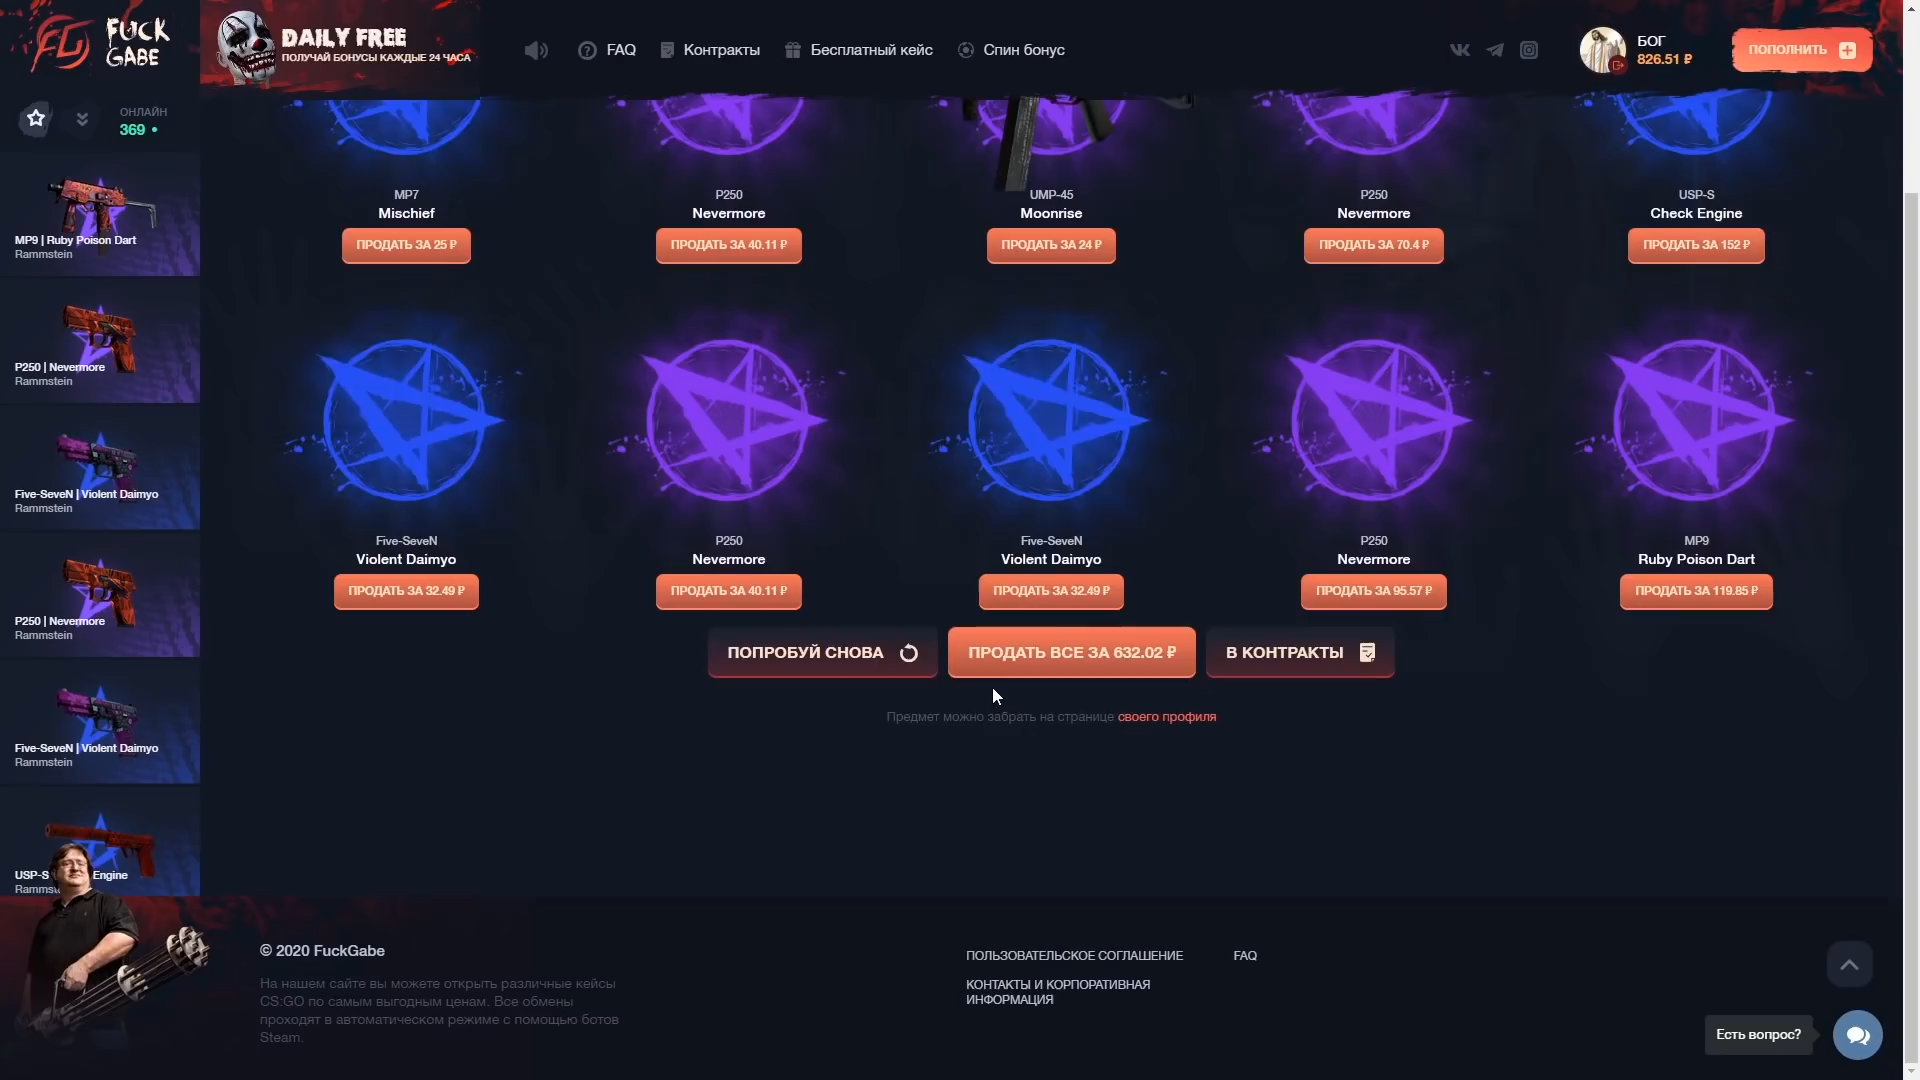 FUCK
GABE
DAILY FREE
ПОЛУЧАЙ БОНУСЫ КАЖДЫЕ 24 ЧАСА
FAQ
Контракты
Бесплатный кейс
Спин бонус
БОГ
826.51 ₽
ПОПОЛНИТЬ
ОНЛАЙН
369
MP9 | Ruby Poison Dart
Rammstein
P250 | Nevermore
Rammstein
Five-SeveN | Violent Daimyo
Rammstein
P250 | Nevermore
Rammstein
Five-SeveN | Violent Daimyo
Rammstein
USP-S Engine
MP7
Mischief
ПРОДАТЬ ЗА 25 ₽
P250
Nevermore
ПРОДАТЬ ЗА 40.11 ₽
UMP-45
Moonrise
ПРОДАТЬ ЗА 24 ₽
P250
Nevermore
ПРОДАТЬ ЗА 70.4 ₽
USP-S
Check Engine
ПРОДАТЬ ЗА 152 ₽
Five-SeveN
Violent Daimyo
ПРОДАТЬ ЗА 32.49 ₽
P250
Nevermore
ПРОДАТЬ ЗА 40.11 ₽
Five-SeveN
Violent Daimyo
ПРОДАТЬ ЗА 32.49 ₽
P250
Nevermore
ПРОДАТЬ ЗА 95.57 ₽
MP9
Ruby Poison Dart
ПРОДАТЬ ЗА 119.85 ₽
ПОПРОБУЙ СНОВА
ПРОДАТЬ ВСЕ ЗА 632.02 ₽
В КОНТРАКТЫ
Предмет можно забрать на странице своего профиля
© 2020 FuckGabe
На нашем сайте вы можете открыть различные кейсы
CS:GO по самым выгодным ценам. Все обмены
проходят в автоматическом режиме с помощью ботов
Steam.
ПОЛЬЗОВАТЕЛЬСКОЕ СОГЛАШЕНИЕ
FAQ
КОНТАКТЫ И КОРПОРАТИВНАЯ
ИНФОРМАЦИЯ
Есть вопрос?